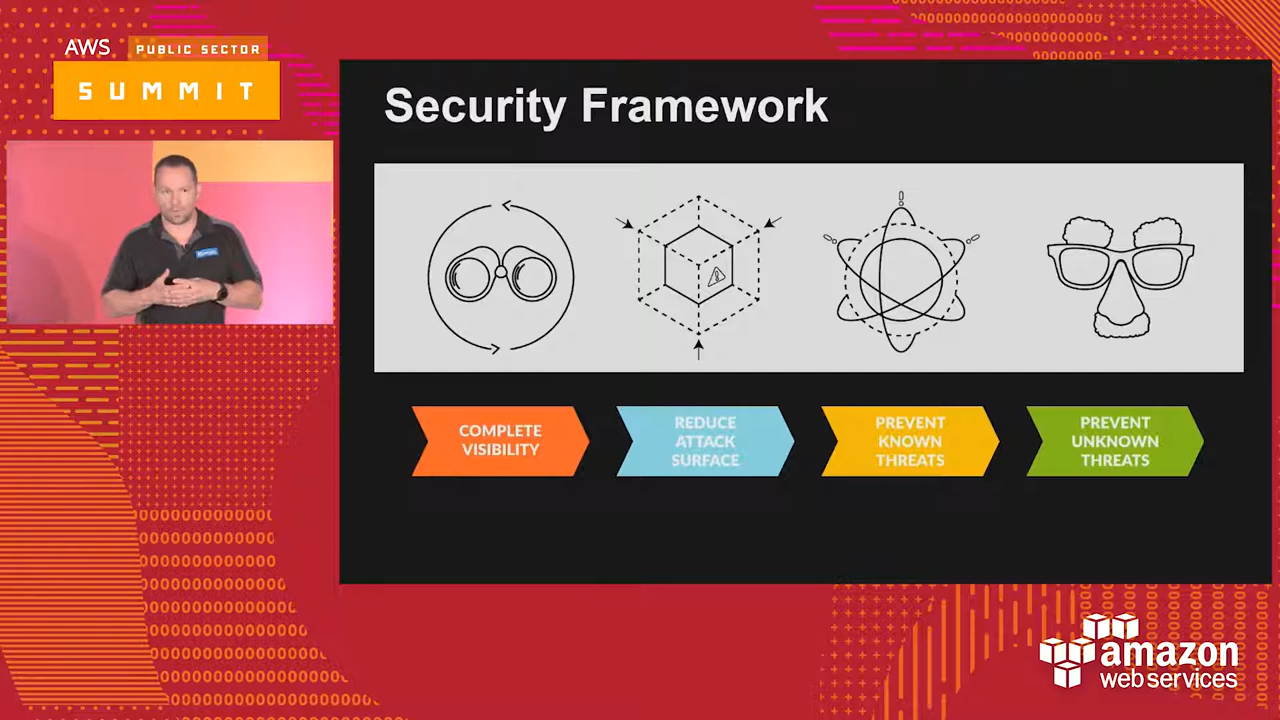 AWS PUBLIC SECTOR
SUMMIT
Security Framework
COMPLETE
VISIBILITY
REDUCE
ATTACK
SURFACE
PREVENT
KNOWN
THREATS
PREVENT
UNKNOWN
THREATS
amazon
web services